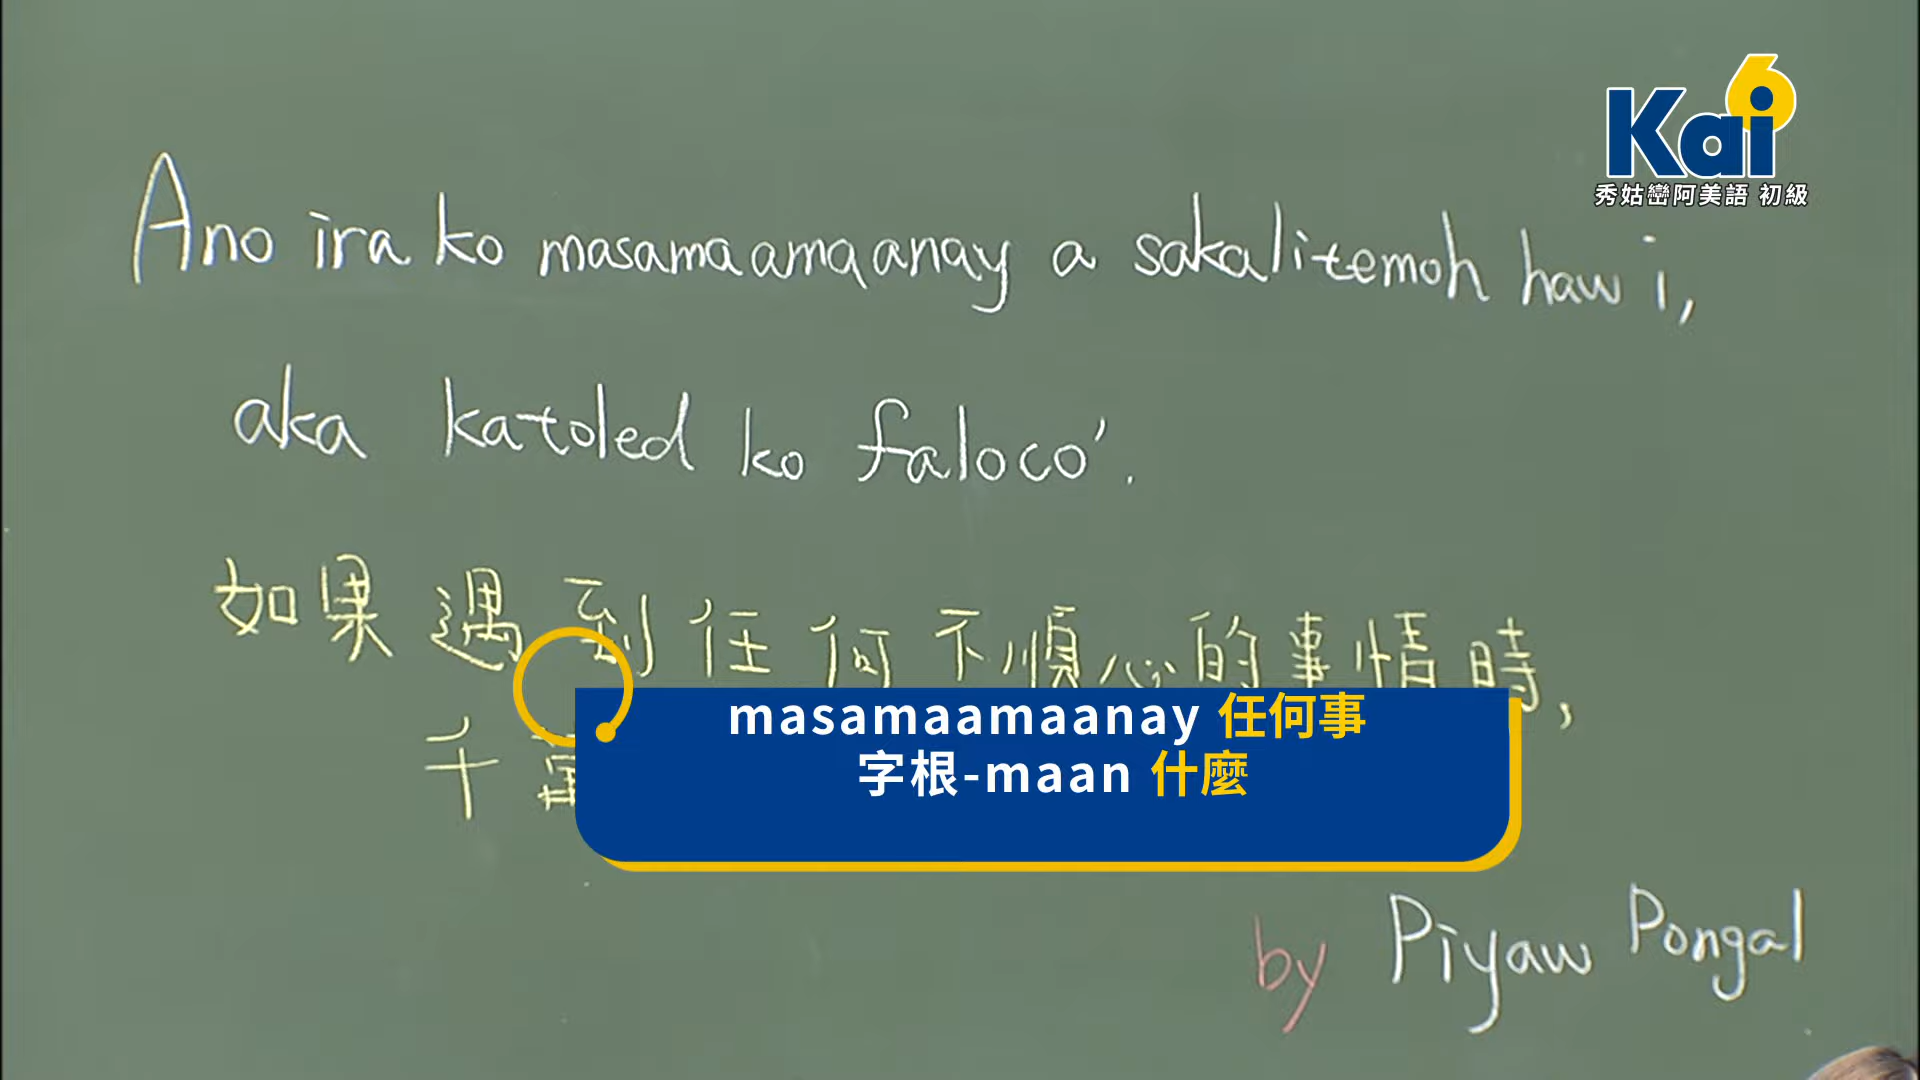 Kai6
秀姑巒阿美語 初級
Ano ira ko masamaamaanay a sakalitemoh haw i,
aka katoled ko faloco'.
如果遇到任何不順心的事情時,
千萬
masamaamaanay 任何事
字根-maan 什麼
by Piyaw Pongal